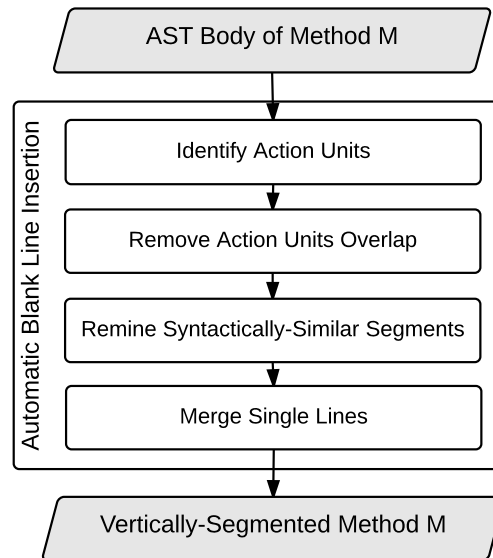 AST Body of Method M
Automatic Blank Line Insertion
Identify Action Units
Remove Action Units Overlap
Remine Syntactically-Similar Segments
Merge Single Lines
Vertically-Segmented Method M